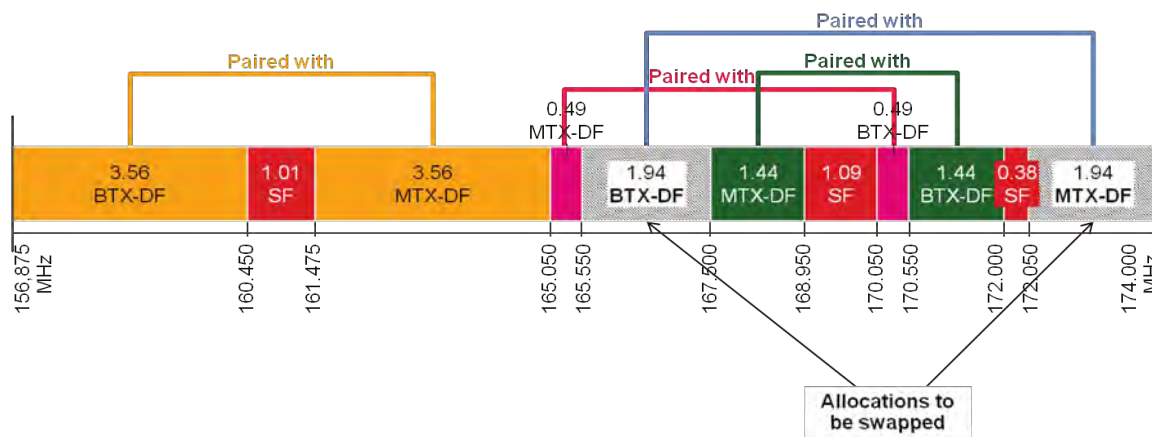 Paired with
Paired with
Paired with
0.49
MTX-DF
0.49
BTX-DF
3.56
BTX-DF
1.01
SF
3.56
MTX-DF
1.94
BTX-DF
1.44
MTX-DF
1.09
SF
1.44
BTX-DF
0.38
SF
1.94
MTX-DF
156,875
MHz
160.450
161.475
165.050
165.550
167.500
168.950
170.050
170.550
172.000
172.050
174.000
MHz
Allocations to
be swapped